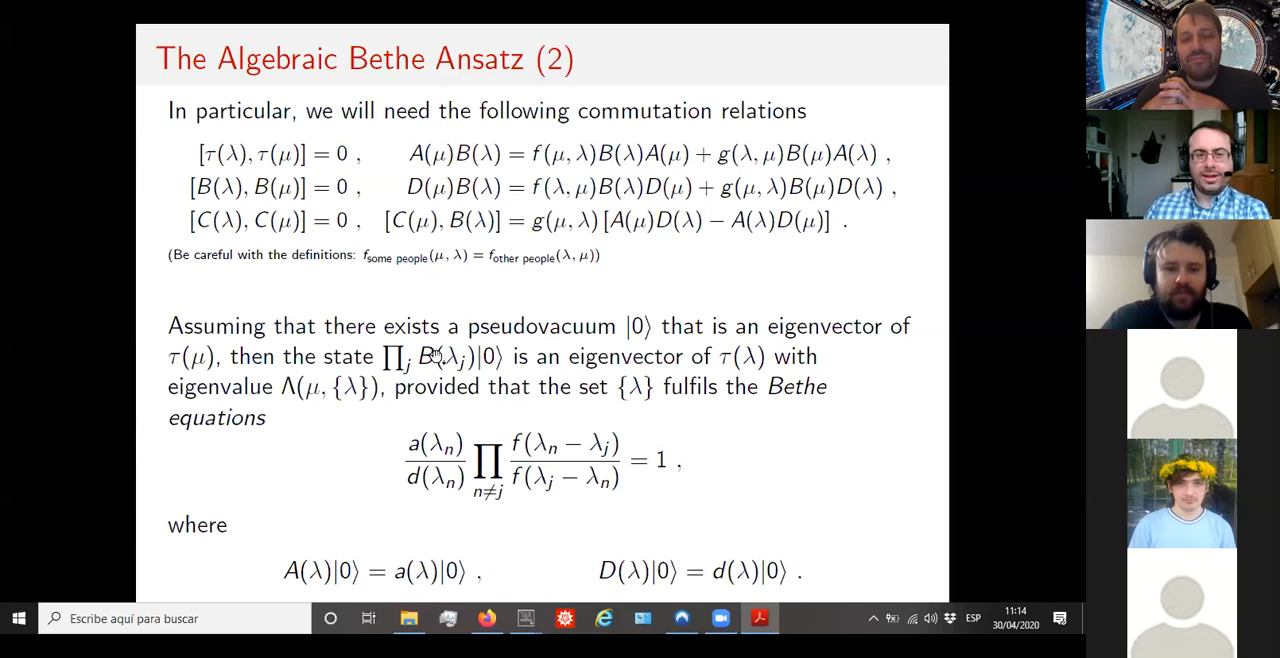 The Algebraic Bethe Ansatz (2)
In particular, we will need the following commutation relations
[τ(λ), τ(μ)] = 0 , A(μ)B(λ) = f(μ, λ)B(λ)A(μ) + g(λ, μ)B(μ)A(λ) ,
[B(λ), B(μ)] = 0 , D(μ)B(λ) = f(λ, μ)B(λ)D(μ) + g(μ, λ)B(μ)D(λ) ,
[C(λ), C(μ)] = 0 , [C(μ), B(λ)] = g(μ, λ) [A(μ)D(λ) − A(λ)D(μ)] .
(Be careful with the definitions: f_some people(μ, λ) = f_other people(λ, μ))
Assuming that there exists a pseudovacuum |0⟩ that is an eigenvector of
τ(μ), then the state ∏_j B(λ_j)|0⟩ is an eigenvector of τ(λ) with
eigenvalue Λ(μ, {λ}), provided that the set {λ} fulfils the Bethe
equations
a(λ_n)/d(λ_n) ∏_{n≠j} f(λ_n − λ_j)/f(λ_j − λ_n) = 1 ,
where
A(λ)|0⟩ = a(λ)|0⟩ , D(λ)|0⟩ = d(λ)|0⟩ .
Escribe aquí para buscar
ESP
11:14
30/04/2020